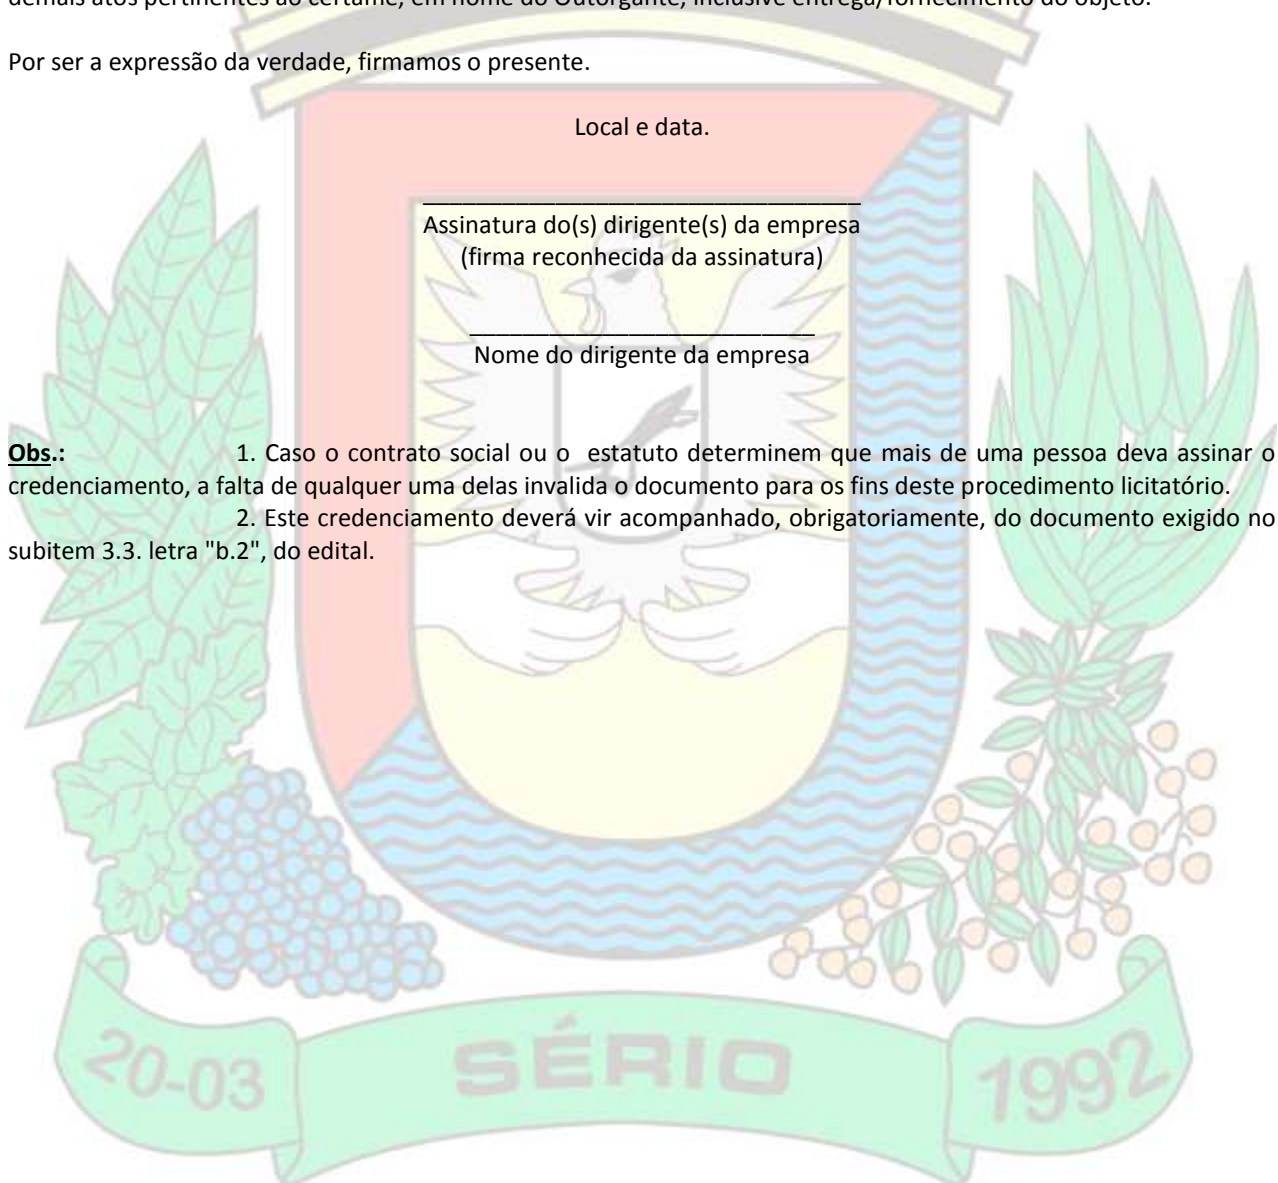 demais atos pertinentes ao certame, em nome do Outorgante, inclusive entrega/fornecimento do objeto.
Por ser a expressão da verdade, firmamos o presente.
Local e data.
Assinatura do(s) dirigente(s) da empresa
(firma reconhecida da assinatura)
Nome do dirigente da empresa
Obs.: 1. Caso o contrato social ou o estatuto determinem que mais de uma pessoa deva assinar o
credenciamento, a falta de qualquer uma delas invalida o documento para os fins deste procedimento licitatório.
2. Este credenciamento deverá vir acompanhado, obrigatoriamente, do documento exigido no
subitem 3.3. letra "b.2", do edital.
20-03 SÉRIO 1992